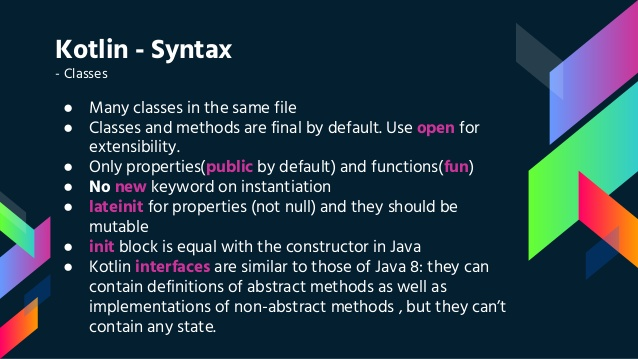 Kotlin - Syntax
- Classes
● Many classes in the same file
● Classes and methods are final by default. Use open for
extensibility.
● Only properties(public by default) and functions(fun)
● No new keyword on instantiation
● lateinit for properties (not null) and they should be
mutable
● init block is equal with the constructor in Java
● Kotlin interfaces are similar to those of Java 8: they can
contain definitions of abstract methods as well as
implementations of non-abstract methods , but they can’t
contain any state.